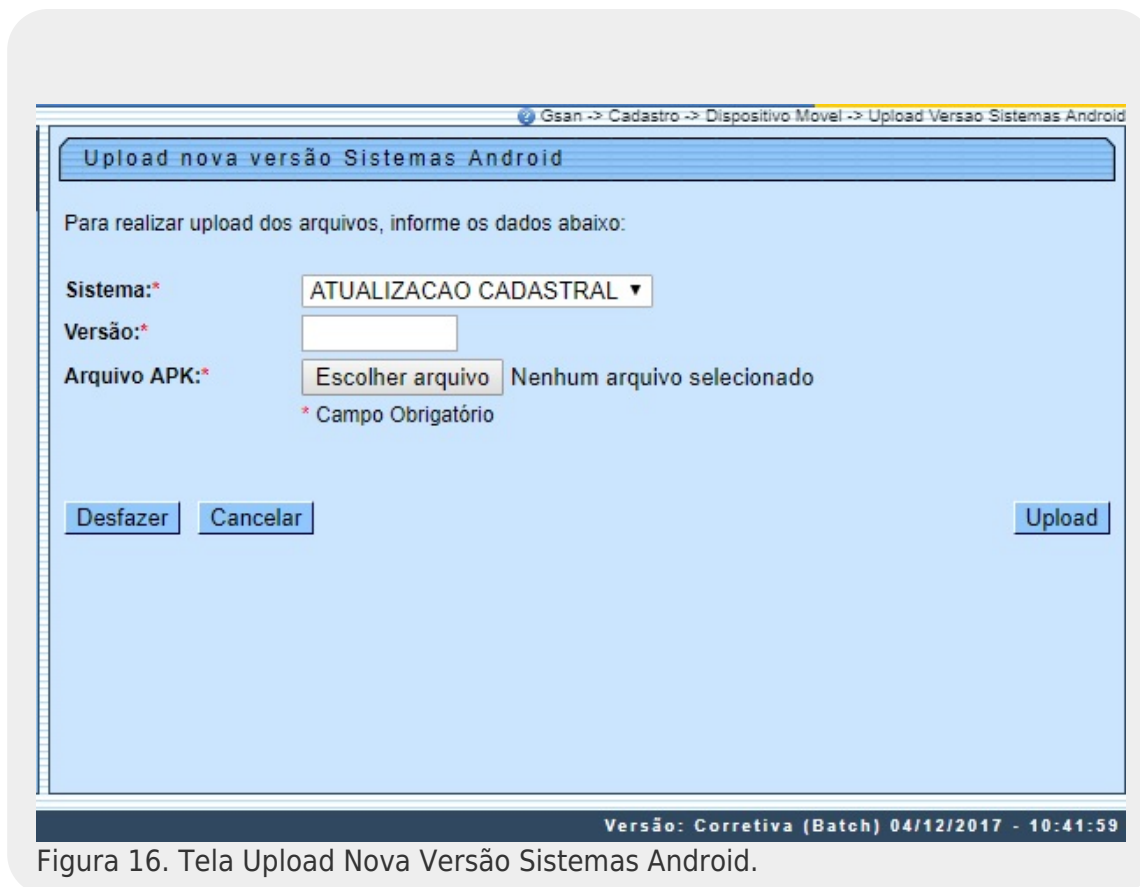 Gsan -> Cadastro -> Dispositivo Movel -> Upload Versao Sistemas Android
Upload nova versão Sistemas Android
Para realizar upload dos arquivos, informe os dados abaixo:
Sistema:* ATUALIZACAO CADASTRAL
Versão:*
Arquivo APK:* Escolher arquivo Nenhum arquivo selecionado
* Campo Obrigatório
Desfazer Cancelar Upload
Versão: Corretiva (Batch) 04/12/2017 - 10:41:59
Figura 16. Tela Upload Nova Versão Sistemas Android.